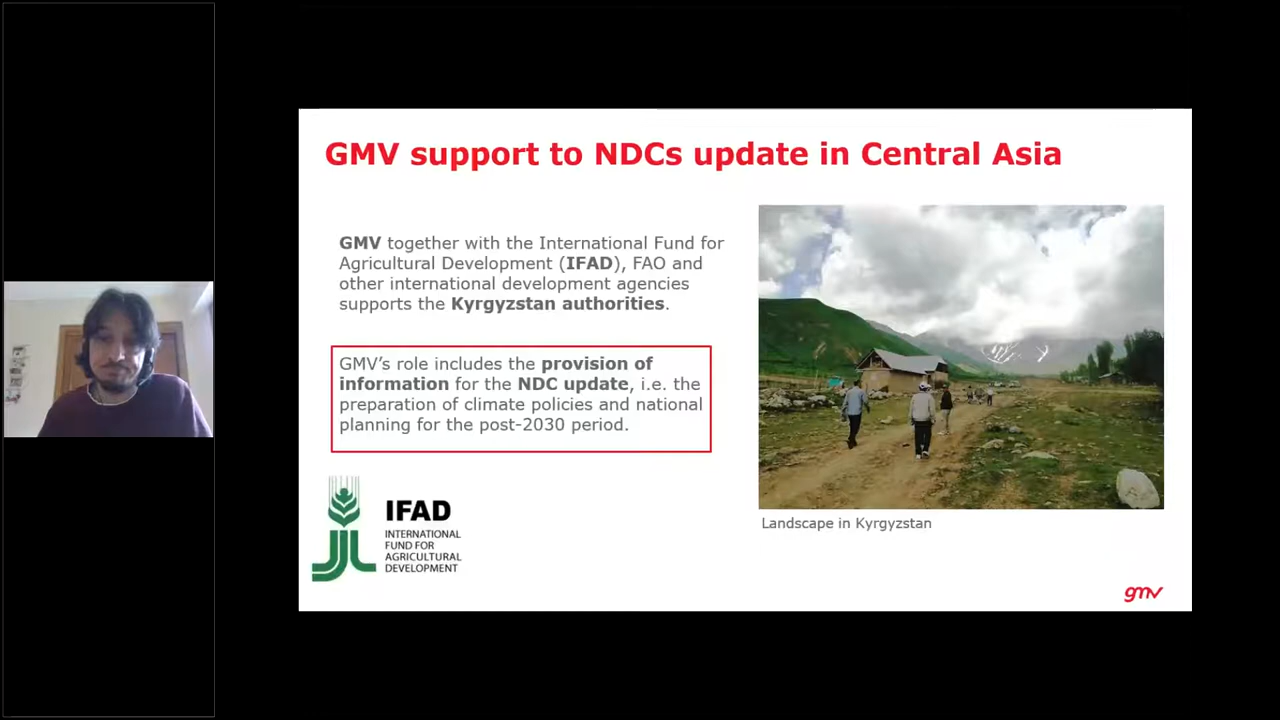 GMV support to NDCs update in Central Asia
GMV together with the International Fund for
Agricultural Development (IFAD), FAO and
other international development agencies
supports the Kyrgyzstan authorities.
GMV's role includes the provision of
information for the NDC update, i.e. the
preparation of climate policies and national
planning for the post-2030 period.
IFAD
INTERNATIONAL
FUND FOR
AGRICULTURAL
DEVELOPMENT
Landscape in Kyrgyzstan
gmv